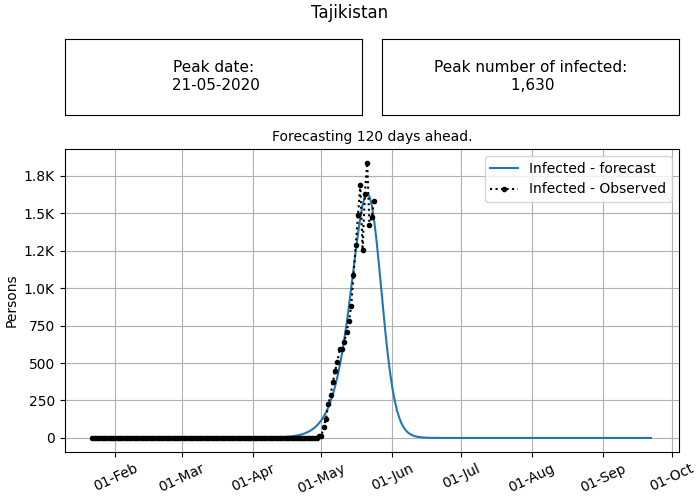 Tajikistan
Peak date:
21-05-2020
Peak number of infected:
1,630
Forecasting 120 days ahead.
Infected - forecast
Infected - Observed
Persons
1.8K
1.5K
1.2K
1.0K
750
500
250
0
01-Feb
01-Mar
01-Apr
01-May
01-Jun
01-Jul
01-Aug
01-Sep
01-Oct